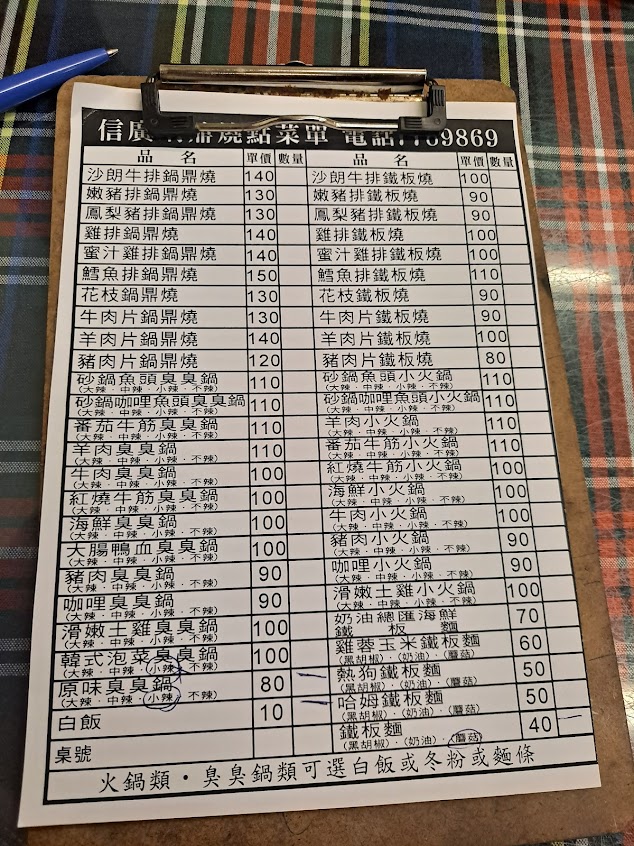 信廣 鼎燒點菜單 電話 9869
品名 單價 數量
沙朗牛排鍋鼎燒 140
嫩豬排鍋鼎燒 130
鳳梨豬排鍋鼎燒 130
雞排鍋鼎燒 140
蜜汁雞排鍋鼎燒 140
鱈魚排鍋鼎燒 150
花枝鍋鼎燒 130
牛肉片鍋鼎燒 130
羊肉片鍋鼎燒 140
豬肉片鍋鼎燒 120
砂鍋魚頭臭臭鍋 110
(大辣．中辣．小辣．不辣)
砂鍋咖哩魚頭臭臭鍋 110
(大辣．中辣．小辣．不辣)
番茄牛筋臭臭鍋 110
(大辣．中辣．小辣．不辣)
羊肉臭臭鍋 110
(大辣．中辣．小辣．不辣)
牛肉臭臭鍋 100
(大辣．中辣．小辣．不辣)
紅燒牛筋臭臭鍋 100
(大辣．中辣．小辣．不辣)
海鮮臭臭鍋 100
(大辣．中辣．小辣．不辣)
大腸鴨血臭臭鍋 100
(大辣．中辣．小辣．不辣)
豬肉臭臭鍋 90
(大辣．中辣．小辣．不辣)
咖哩臭臭鍋 90
(大辣．中辣．小辣．不辣)
滑嫩土雞臭臭鍋 100
(大辣．中辣．小辣．不辣)
韓式泡菜臭臭鍋 100
(大辣．中辣．小辣．不辣)
原味臭臭鍋 80
(大辣．中辣．小辣．不辣)
白飯 10
桌號
品名 單價 數量
沙朗牛排鐵板燒 100
嫩豬排鐵板燒 90
鳳梨豬排鐵板燒 90
雞排鐵板燒 100
蜜汁雞排鐵板燒 100
鱈魚排鐵板燒 110
花枝鐵板燒 90
牛肉片鐵板燒 90
羊肉片鐵板燒 100
豬肉片鐵板燒 80
砂鍋魚頭小火鍋 110
(大辣．中辣．小辣．不辣)
砂鍋咖哩魚頭小火鍋 110
(大辣．中辣．小辣．不辣)
羊肉小火鍋 110
(大辣．中辣．小辣．不辣)
番茄牛筋小火鍋 110
(大辣．中辣．小辣．不辣)
紅燒牛筋小火鍋 100
(大辣．中辣．小辣．不辣)
海鮮小火鍋 100
(大辣．中辣．小辣．不辣)
牛肉小火鍋 100
(大辣．中辣．小辣．不辣)
豬肉小火鍋 90
(大辣．中辣．小辣．不辣)
咖哩小火鍋 90
(大辣．中辣．小辣．不辣)
滑嫩土雞小火鍋 100
(大辣．中辣．小辣．不辣)
奶油總匯海鮮 70
鐵板麵
雞蓉玉米鐵板麵 60
(黑胡椒)．(奶油)．(蘑菇)
熱狗鐵板麵 50
(黑胡椒)．(奶油)．(蘑菇)
哈姆鐵板麵 50
(黑胡椒)．(奶油)．(蘑菇)
鐵板麵 40
(黑胡椒)．(奶油)．(蘑菇)
火鍋類．臭臭鍋類可選白飯或冬粉或麵條